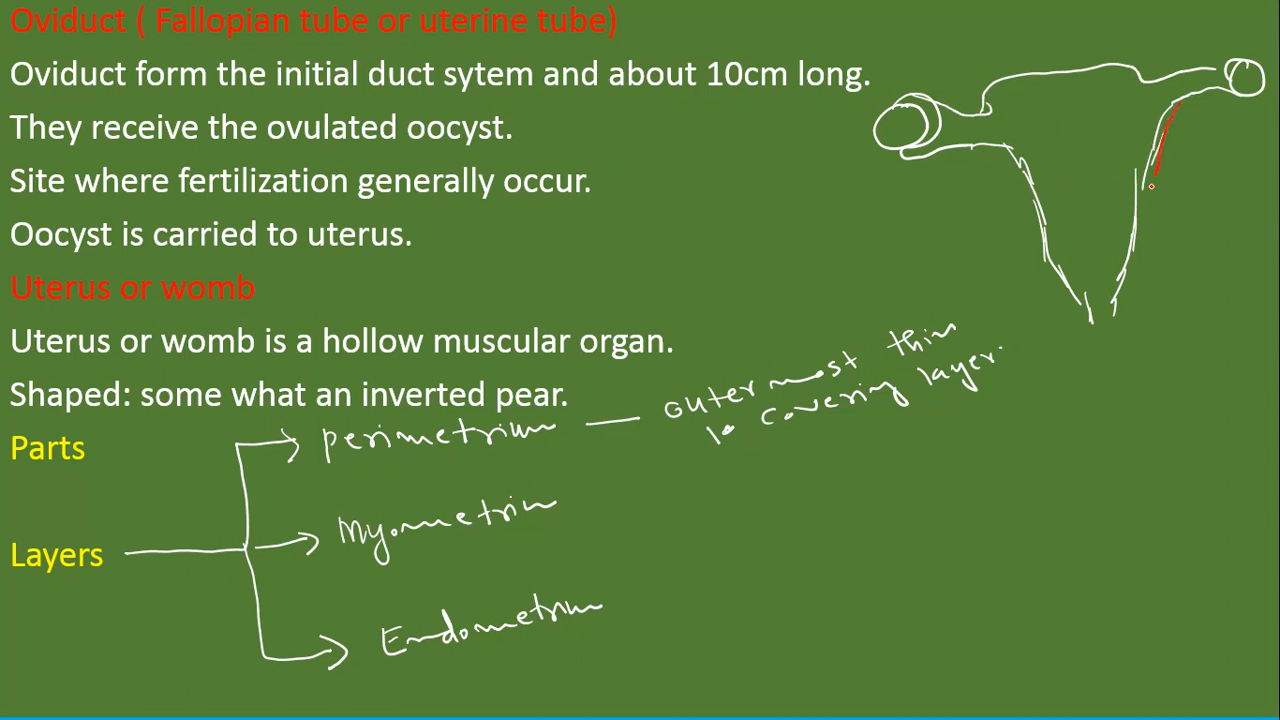 Oviduct ( Fallopian tube or uterine tube)
Oviduct form the initial duct sytem and about 10cm long.
They receive the ovulated oocyst.
Site where fertilization generally occur.
Oocyst is carried to uterus.
Uterus or womb
Uterus or womb is a hollow muscular organ.
Shaped: some what an inverted pear.
Parts
Perimetrium — outer most thin
covering layer.
Myometrium
Layers
Endometrium